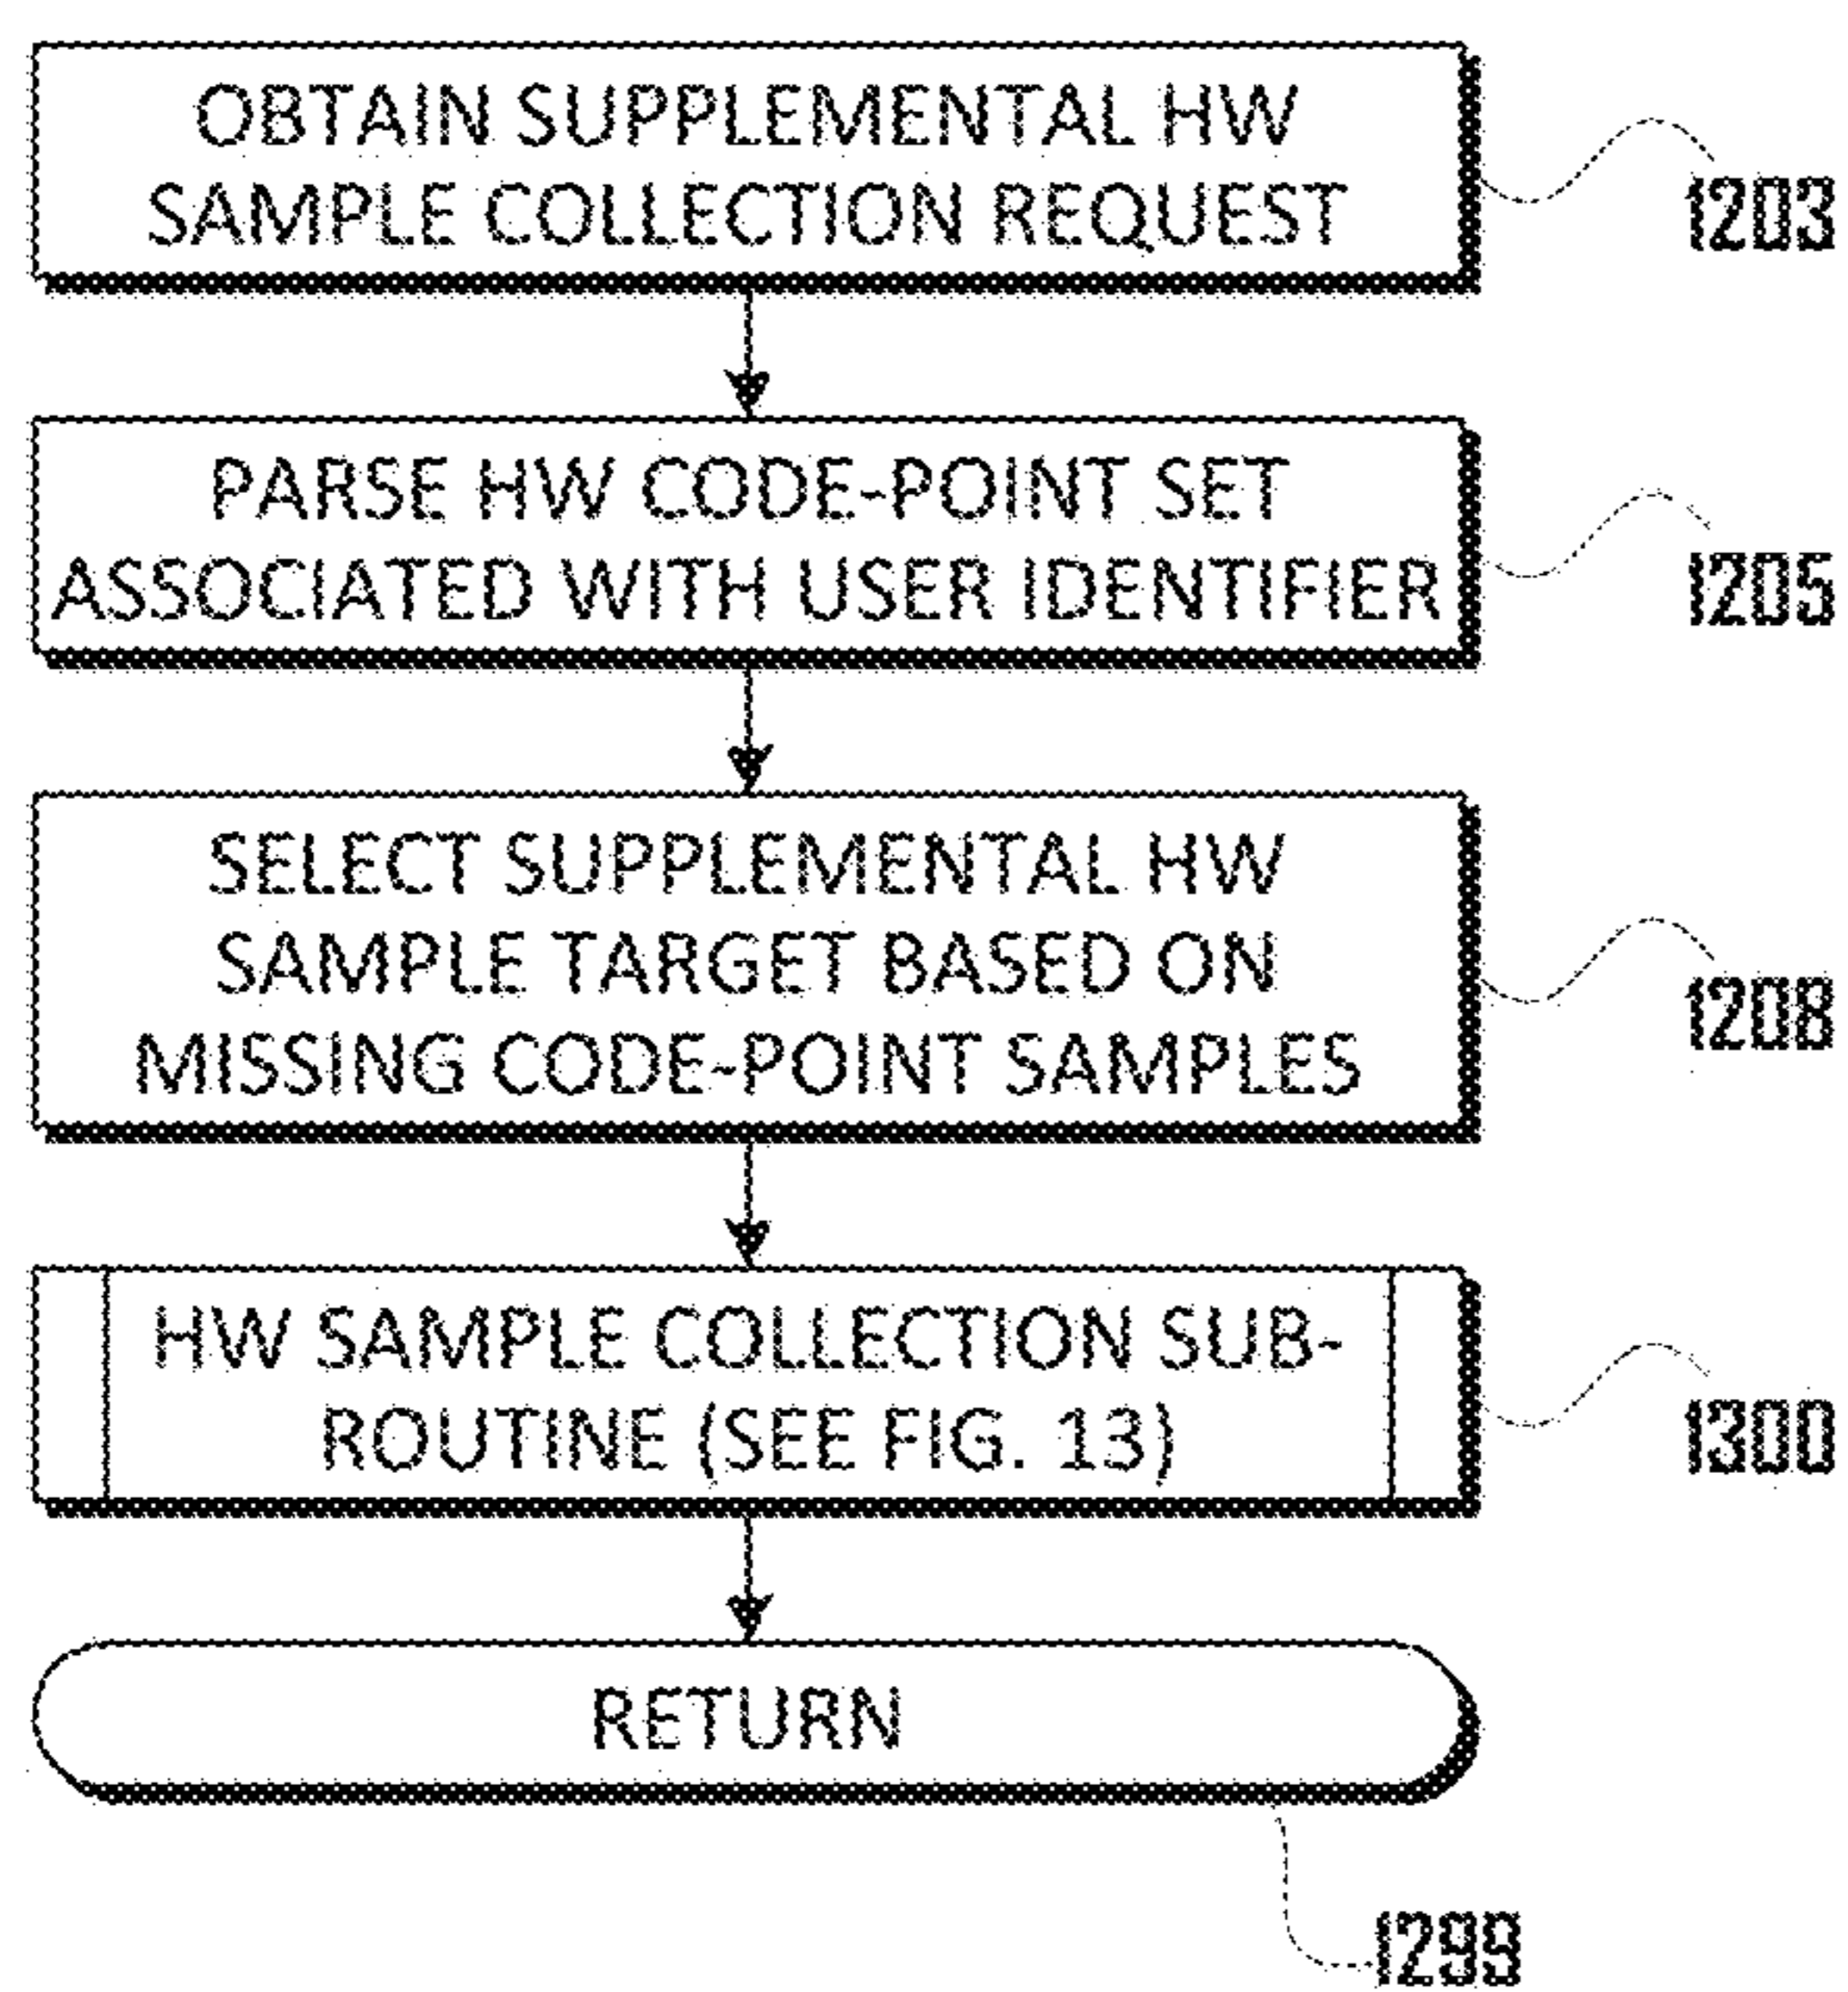 OBTAIN SUPPLEMENTAL HW
SAMPLE COLLECTION REQUEST
1203
PARSE HW CODE-POINT SET
ASSOCIATED WITH USER IDENTIFIER
1205
SELECT SUPPLEMENTAL HW
SAMPLE TARGET BASED ON
MISSING CODE-POINT SAMPLES
1208
HW SAMPLE COLLECTION SUB-
ROUTINE (SEE FIG. 13)
1300
RETURN
1299